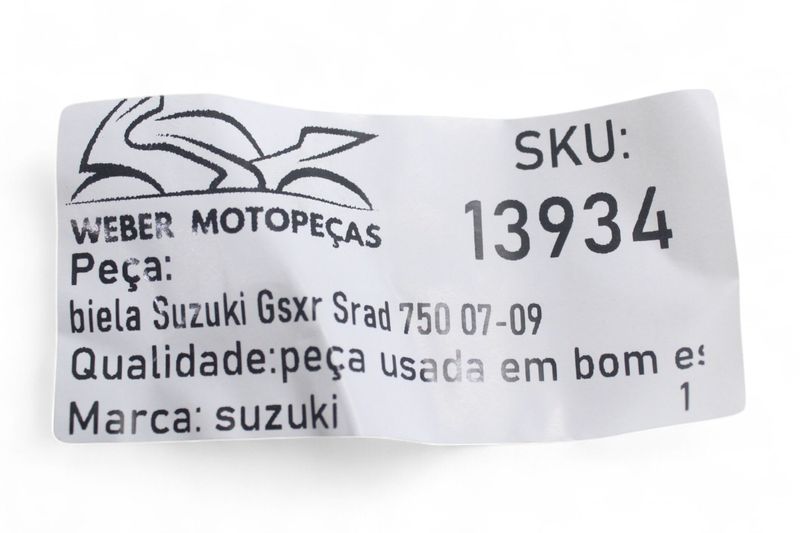 WEBER MOTOPEÇAS
SKU:
13934
Peça:
biela Suzuki Gsxr Srad 750 07-09
Qualidade:peça usada em bom
1
Marca: suzuki